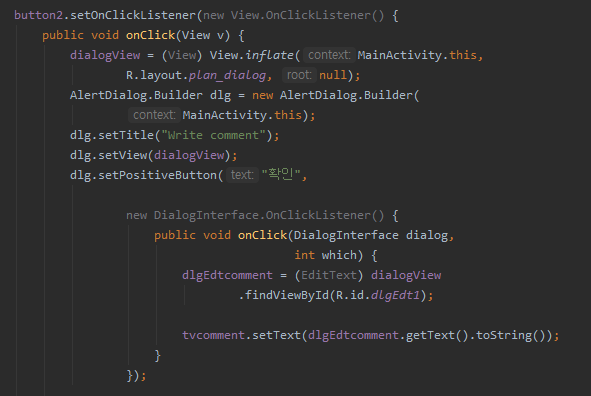 button2.setOnClickListener(new View.OnClickListener() {
public void onClick(View v) {
dialogView = (View) View.inflate( context: MainActivity.this,
R.layout.plan_dialog, root: null);
AlertDialog.Builder dlg = new AlertDialog.Builder(
context: MainActivity.this);
dlg.setTitle("Write comment");
dlg.setView(dialogView);
dlg.setPositiveButton( text: "확인",
new DialogInterface.OnClickListener() {
public void onClick(DialogInterface dialog,
int which) {
dlgEdtcomment = (EditText) dialogView
.findViewById(R.id.dlgEdt1);
tvcomment.setText(dlgEdtcomment.getText().toString());
}
});